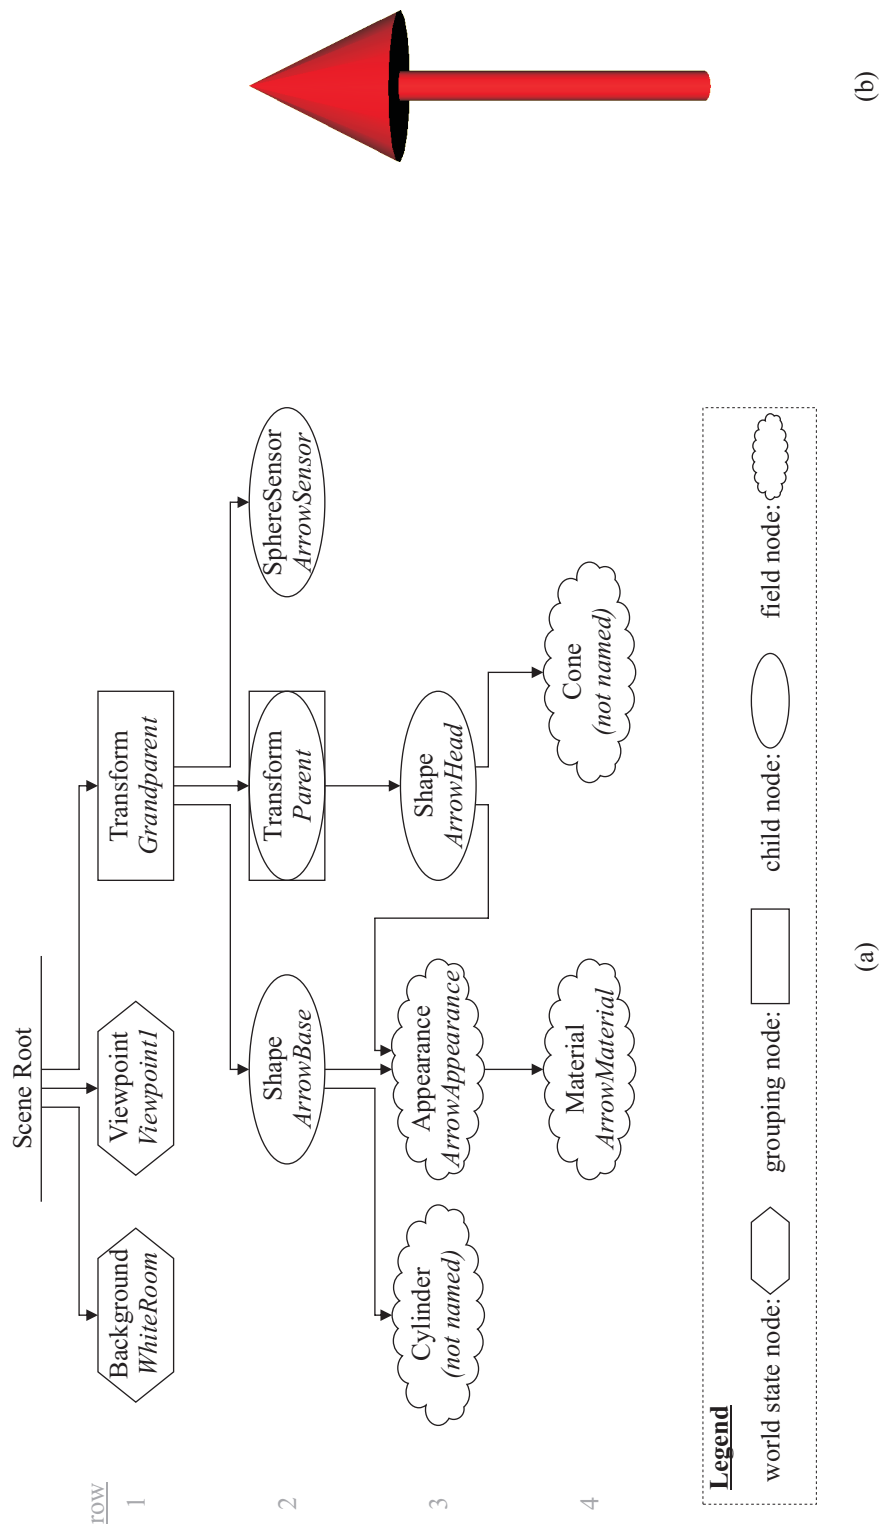 Scene Root
row
1
Background
WhiteRoom
Viewpoint
Viewpoint1
Transform
Grandparent
2
Shape
ArrowBase
Transform
Parent
SphereSensor
ArrowSensor
3
Cylinder
(not named)
Appearance
ArrowAppearance
Shape
ArrowHead
4
Material
ArrowMaterial
Cone
(not named)
Legend
world state node:
grouping node:
child node:
field node:
(a)
(b)